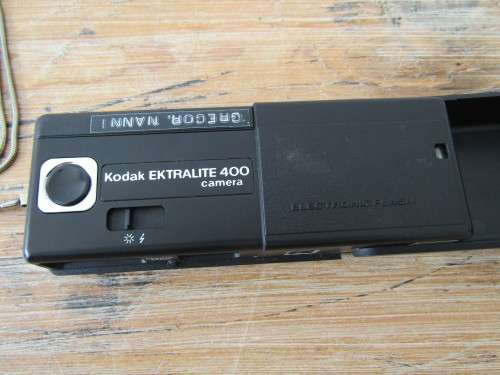 GREGOR. NANNI
Kodak EKTRALITE 400
camera
ELECTRONIC FLASH